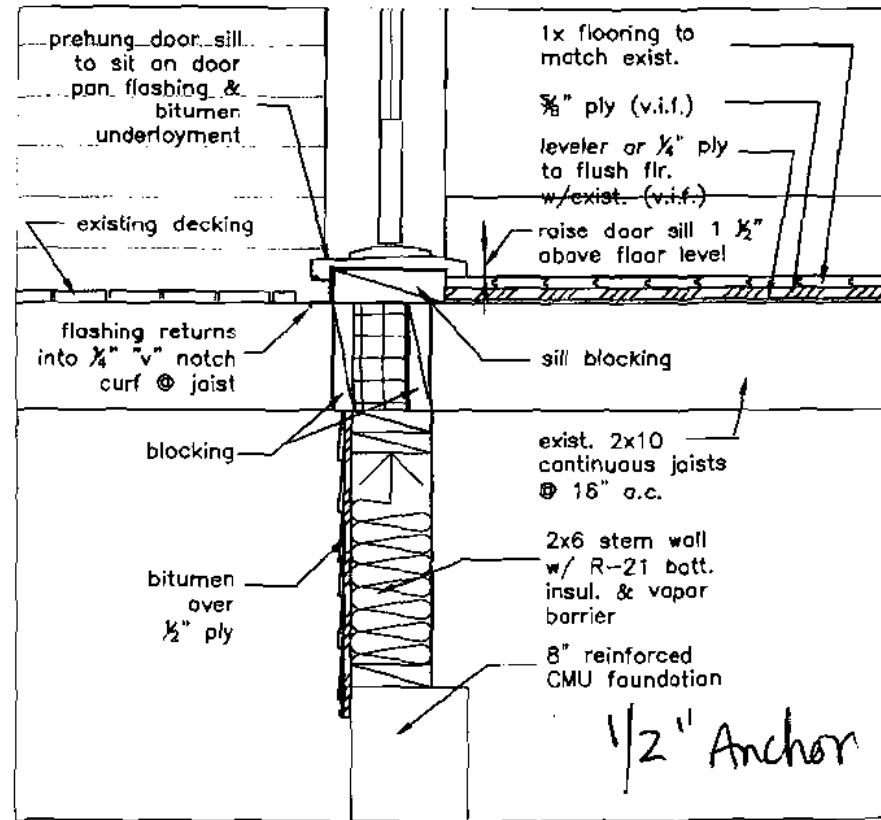 prehung door sill
to sit on door
pan flashing &
bitumen
underloyment
existing decking
flashing returns
into ¼" "v" notch
curf @ joist
blocking
bitumen
over
½" ply
1x flooring to
match exist.
⅝" ply (v.i.f.)
leveler or ¼" ply
to flush flr.
w/exist. (v.i.f.)
raise door sill 1 ½"
above floor level
sill blocking
exist. 2x10
continuous joists
@ 16" o.c.
2x6 stem wall
w/ R-21 batt.
insul. & vapor
barrier
8" reinforced
CMU foundation
1/2" Anchor